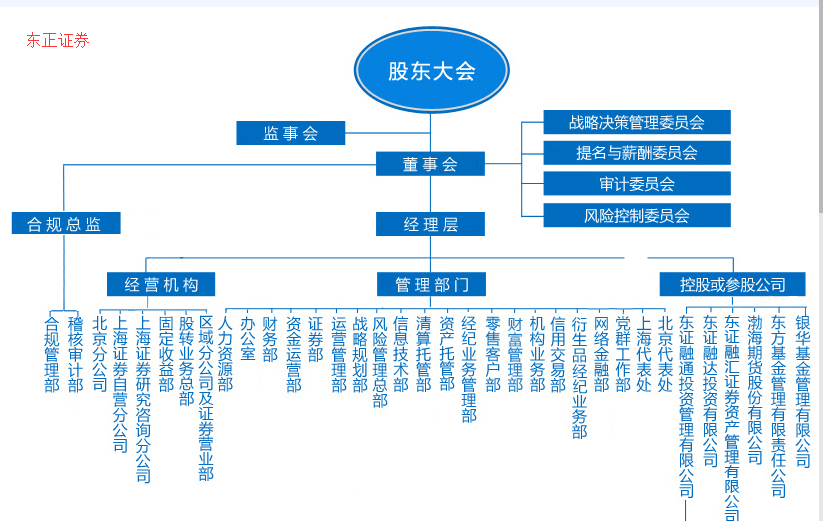 东正证券
股东大会
监事会
董事会
战略决策管理委员会
提名与薪酬委员会
审计委员会
风险控制委员会
合规总监
经理层
经营机构
管理部门
控股或参股公司
合规管理部
稽核审计部
北京分公司
上海证券自营分公司
上海证券研究咨询分公司
固定收益部
股转业务总部
区域分公司及证券营业部
人力资源部
办公室
财务部
资金运营部
证券部
运营管理部
战略规划部
风险管理总部
信息技术部
清算托管部
资产托管部
经纪业务管理部
零售客户部
财富管理部
机构业务部
信用交易部
衍生品经纪业务部
网络金融部
党群工作部
上海代表处
北京代表处
东证融通投资管理有限公司
东证融达投资有限公司
东证融汇证券资产管理有限公司
渤海期货股份有限公司
东方基金管理有限责任公司
银华基金管理有限公司